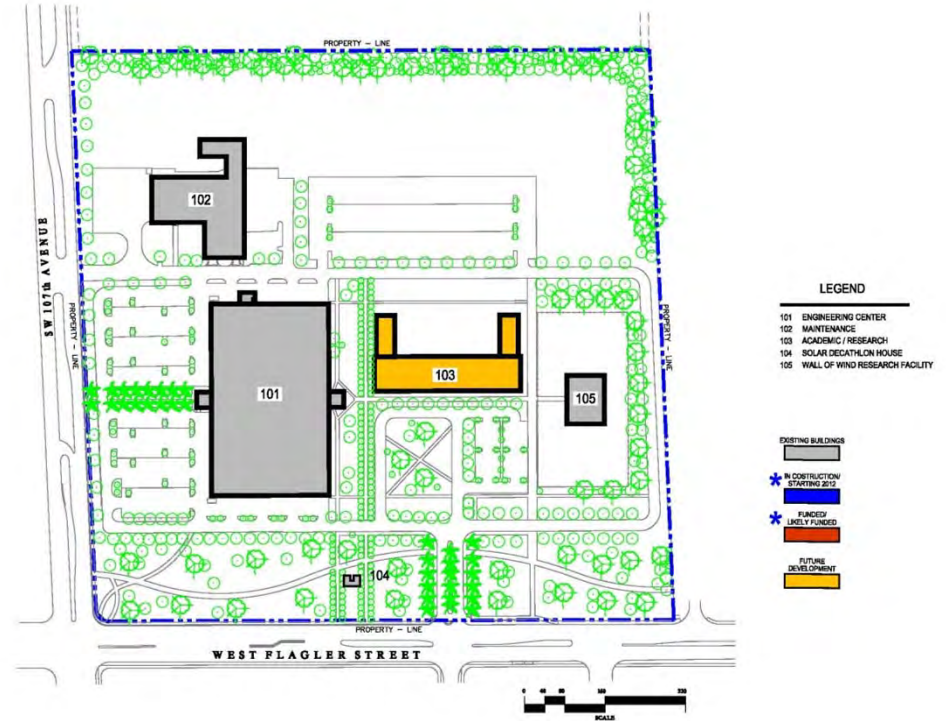 PROPERTY - LINE
102
SW 107th AVENUE
PROPERTY - LINE
PROPERTY - LINE
101
103
105
104
PROPERTY - LINE
WEST FLAGLER STREET
LEGEND
101 ENGINEERING CENTER
102 MAINTENANCE
103 ACADEMIC / RESEARCH
104 SOLAR DECATHLON HOUSE
105 WALL OF WIND RESEARCH FACILITY
EXISTING BUILDINGS
IN COSTRUCTION/
STARTING 2012
FUNDED/
LIKELY FUNDED
FUTURE
DEVELOPMENT
0
SCALE